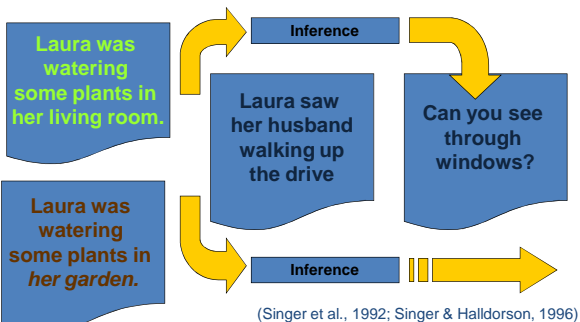 Laura was
watering
some plants in
her living room.
Inference
Laura saw
her husband
walking up
the drive
Can you see
through
windows?
Laura was
watering
some plants in
her garden.
Inference
(Singer et al., 1992; Singer & Halldorson, 1996)